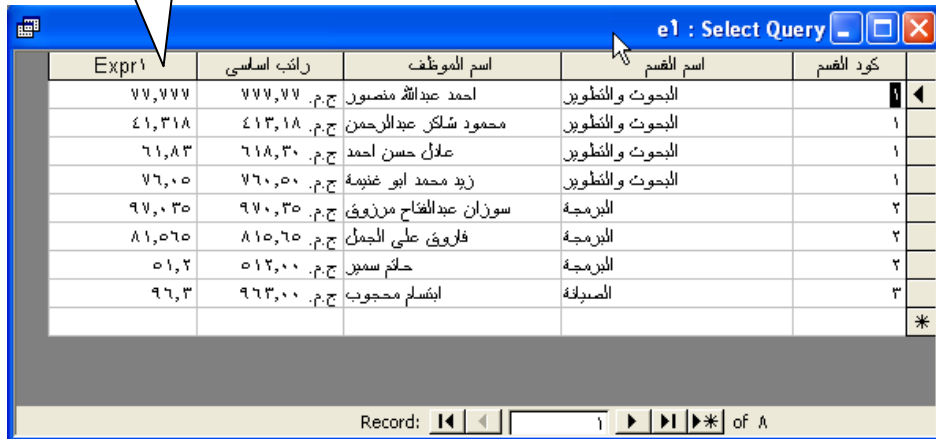 e١ : Select Query
كود القسم اسم القسم اسم الموظف راتب اساسى Expr١
١ البحوث والتطوير احمد عبدالله منصور ج.م. ٧٧٧,٧٧ ٧٧,٧٧٧
١ البحوث والتطوير محمود شاكر عبدالرحمن ج.م. ٤١٣,١٨ ٤١,٣١٨
١ البحوث والتطوير عادل حسن احمد ج.م. ٦١٨,٣٠ ٦١,٨٣
١ البحوث والتطوير زيد محمد ابو غنيمة ج.م. ٧٦٠,٥٠ ٧٦,٠٥
٢ البرمجة سوزان عبدالفتاح مرزوق ج.م. ٩٧٠,٣٥ ٩٧,٠٣٥
٢ البرمجة فاروق على الجمل ج.م. ٨١٥,٦٥ ٨١,٥٦٥
٢ البرمجة حاتم سمير ج.م. ٥١٢,٠٠ ٥١,٢
٣ الصيانة ابتسام محجوب ج.م. ٩٦٣,٠٠ ٩٦,٣
Record: ١ of ٨